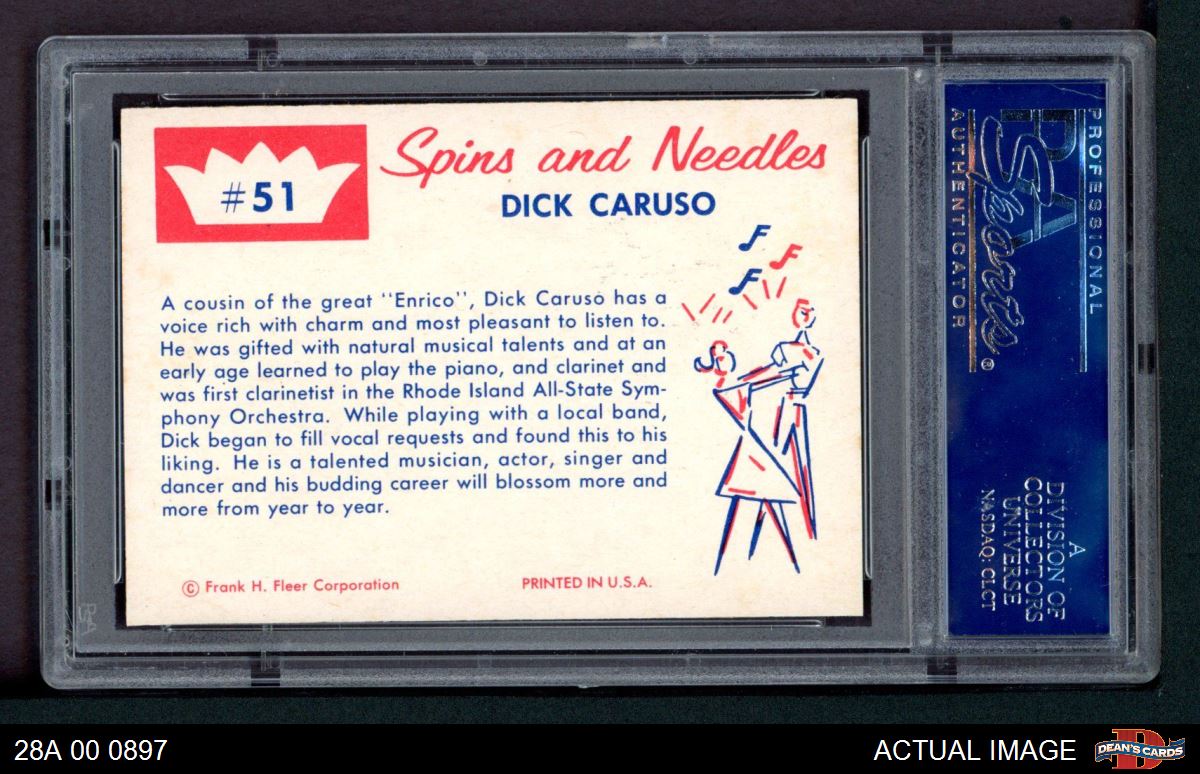 #51
Spins and Needles
DICK CARUSO
A cousin of the great "Enrico", Dick Caruso has a
voice rich with charm and most pleasant to listen to.
He was gifted with natural musical talents and at an
early age learned to play the piano, and clarinet and
was first clarinetist in the Rhode Island All-State Sym-
phony Orchestra. While playing with a local band,
Dick began to fill vocal requests and found this to his
liking. He is a talented musician, actor, singer and
dancer and his budding career will blossom more and
more from year to year.
© Frank H. Fleer Corporation
PRINTED IN U.S.A.
PROFESSIONAL
PSA
Sports®
AUTHENTICATOR
A
DIVISION OF
COLLECTORS
UNIVERSE
NASDAQ: CLCT
PSA
28A 00 0897
ACTUAL IMAGE
DEAN'S CARDS